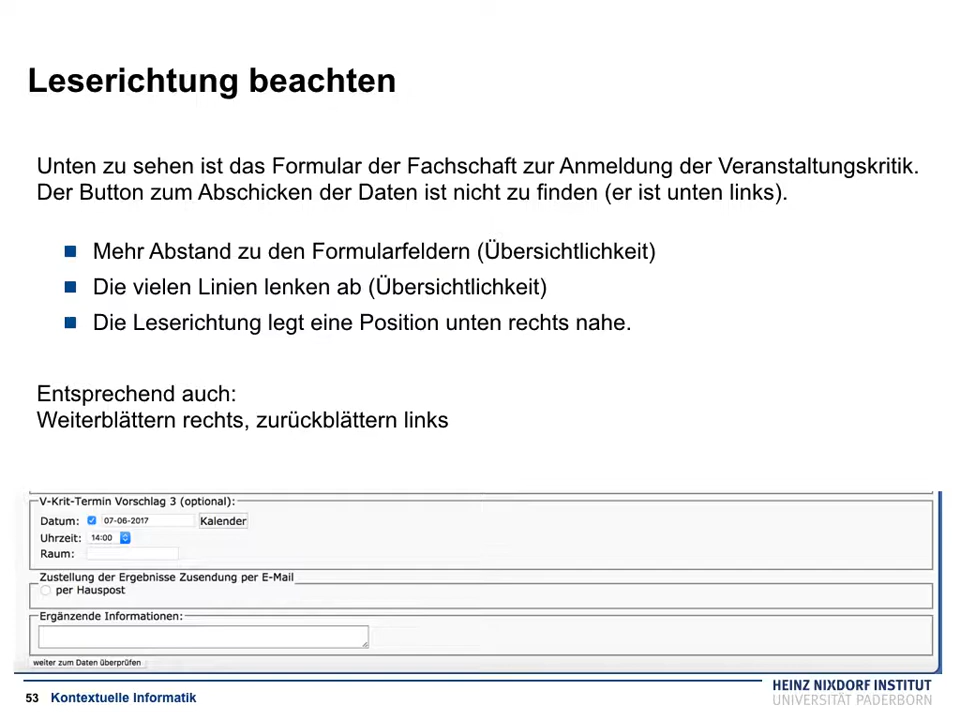 Leserichtung beachten
Unten zu sehen ist das Formular der Fachschaft zur Anmeldung der Veranstaltungskritik.
Der Button zum Abschicken der Daten ist nicht zu finden (er ist unten links).
Mehr Abstand zu den Formularfeldern (Übersichtlichkeit)
Die vielen Linien lenken ab (Übersichtlichkeit)
Die Leserichtung legt eine Position unten rechts nahe.
Entsprechend auch:
Weiterblättern rechts, zurückblättern links
V-Krit-Termin Vorschlag 3 (optional):
Datum: 07-06-2017 Kalender
Uhrzeit: 14:00
Raum:
Zustellung der Ergebnisse Zusendung per E-Mail
per Hauspost
Ergänzende Informationen:
weiter zum Daten überprüfen
53 Kontextuelle Informatik
HEINZ NIXDORF INSTITUT
UNIVERSITÄT PADERBORN